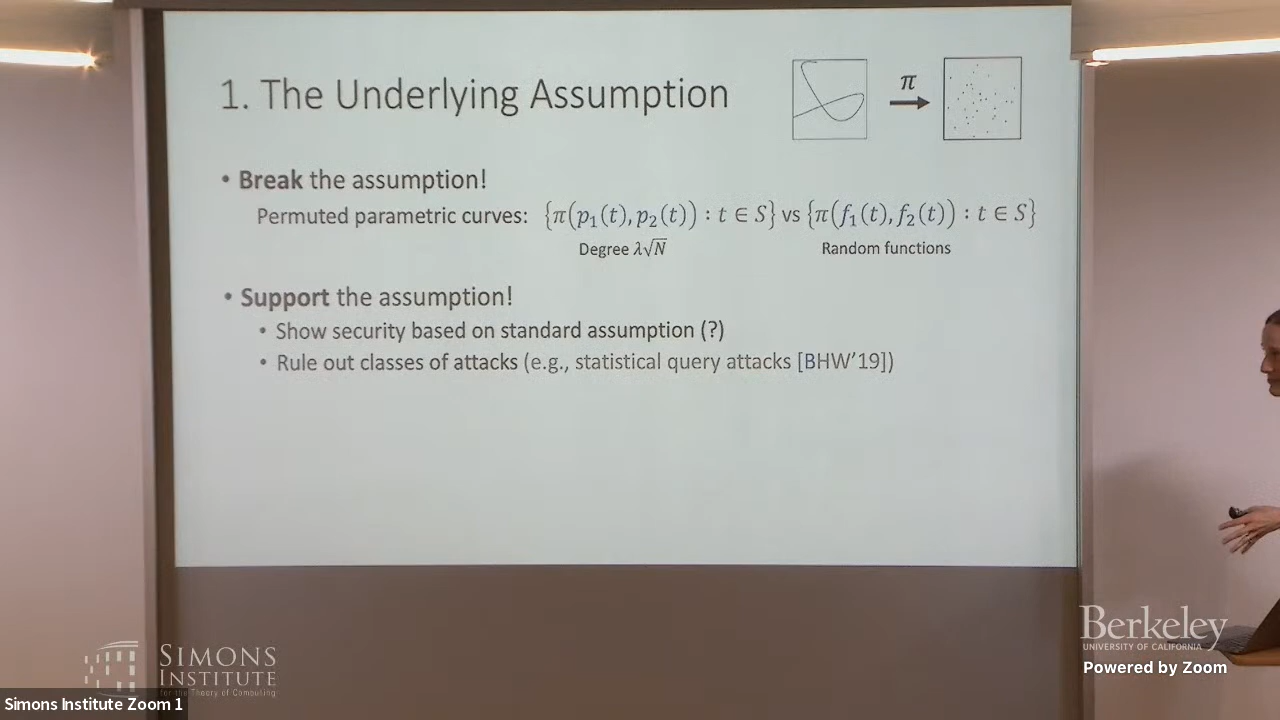 1. The Underlying Assumption
π
• Break the assumption!
Permuted parametric curves: {π(p₁(t), p₂(t)) : t ∈ S} vs {π(f₁(t), f₂(t)) : t ∈ S}
Degree λ√N
Random functions
• Support the assumption!
• Show security based on standard assumption (?)
• Rule out classes of attacks (e.g., statistical query attacks [BHW'19])
SIMONS
INSTITUTE
for the Theory of Computing
Simons Institute Zoom 1
Berkeley
UNIVERSITY OF CALIFORNIA
Powered by Zoom